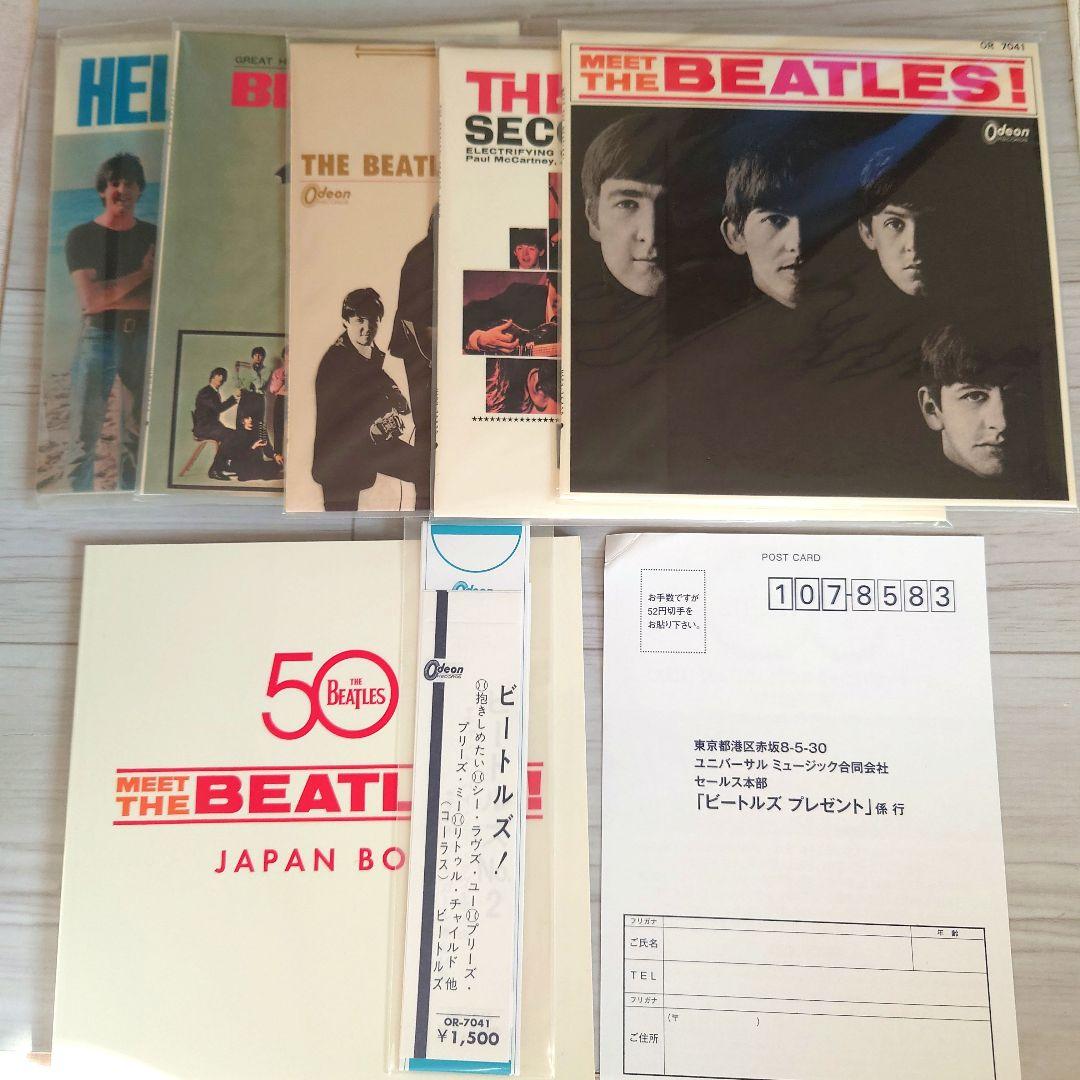 HEL
GREAT H
BE
THE BEATL
Odeon
RECORDS
THE
SECO
ELECTRIFYING
Paul McCartney,
OR 7041
MEET
THE BEATLES!
Odeon
RECORDS
50
THE
BEATLES
MEET
THE BEATL
!
JAPAN BO
Odeon
Odeon
RECORDS
ビートルズ!
抱きしめたい シー・ラヴズ・ユー プリーズ・
プリーズ・ミー リトゥル・チャイルド 他
(コーラス) ビートルズ
OR-7041
¥1,500
POST CARD
お手数ですが
52円切手を
お貼り下さい。
107-8583
東京都港区赤坂8-5-30
ユニバーサル ミュージック合同会社
セールス本部
「ビートルズ プレゼント」係 行
フリガナ
ご氏名
年 齢
TEL
フリガナ
(〒 )
ご住所